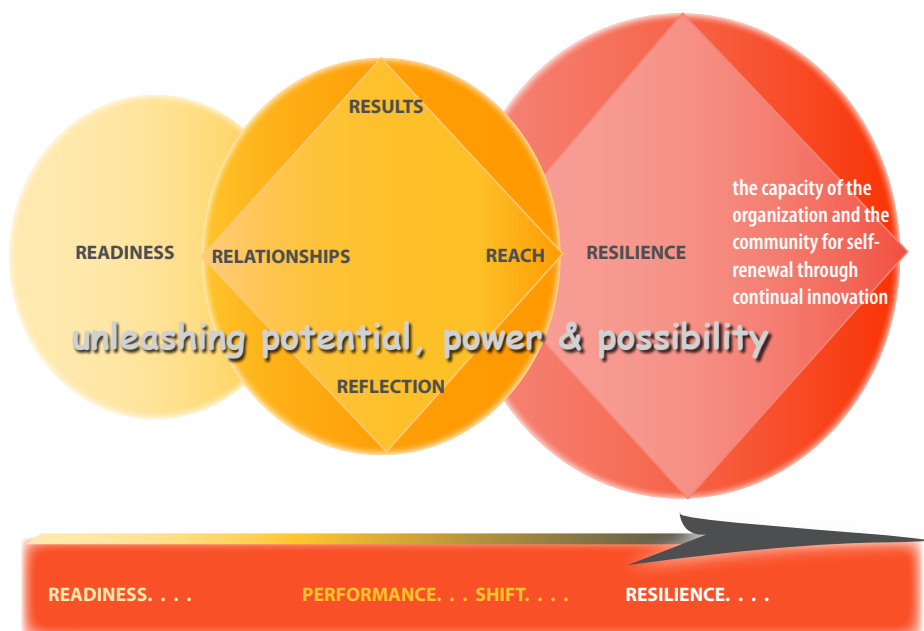 RESULTS
READINESS
RELATIONSHIPS
REACH
RESILIENCE
the capacity of the
organization and the
community for self-
renewal through
continual innovation
unleashing potential, power & possibility
REFLECTION
READINESS. . . .
PERFORMANCE. . . SHIFT. . . .
RESILIENCE. . . .